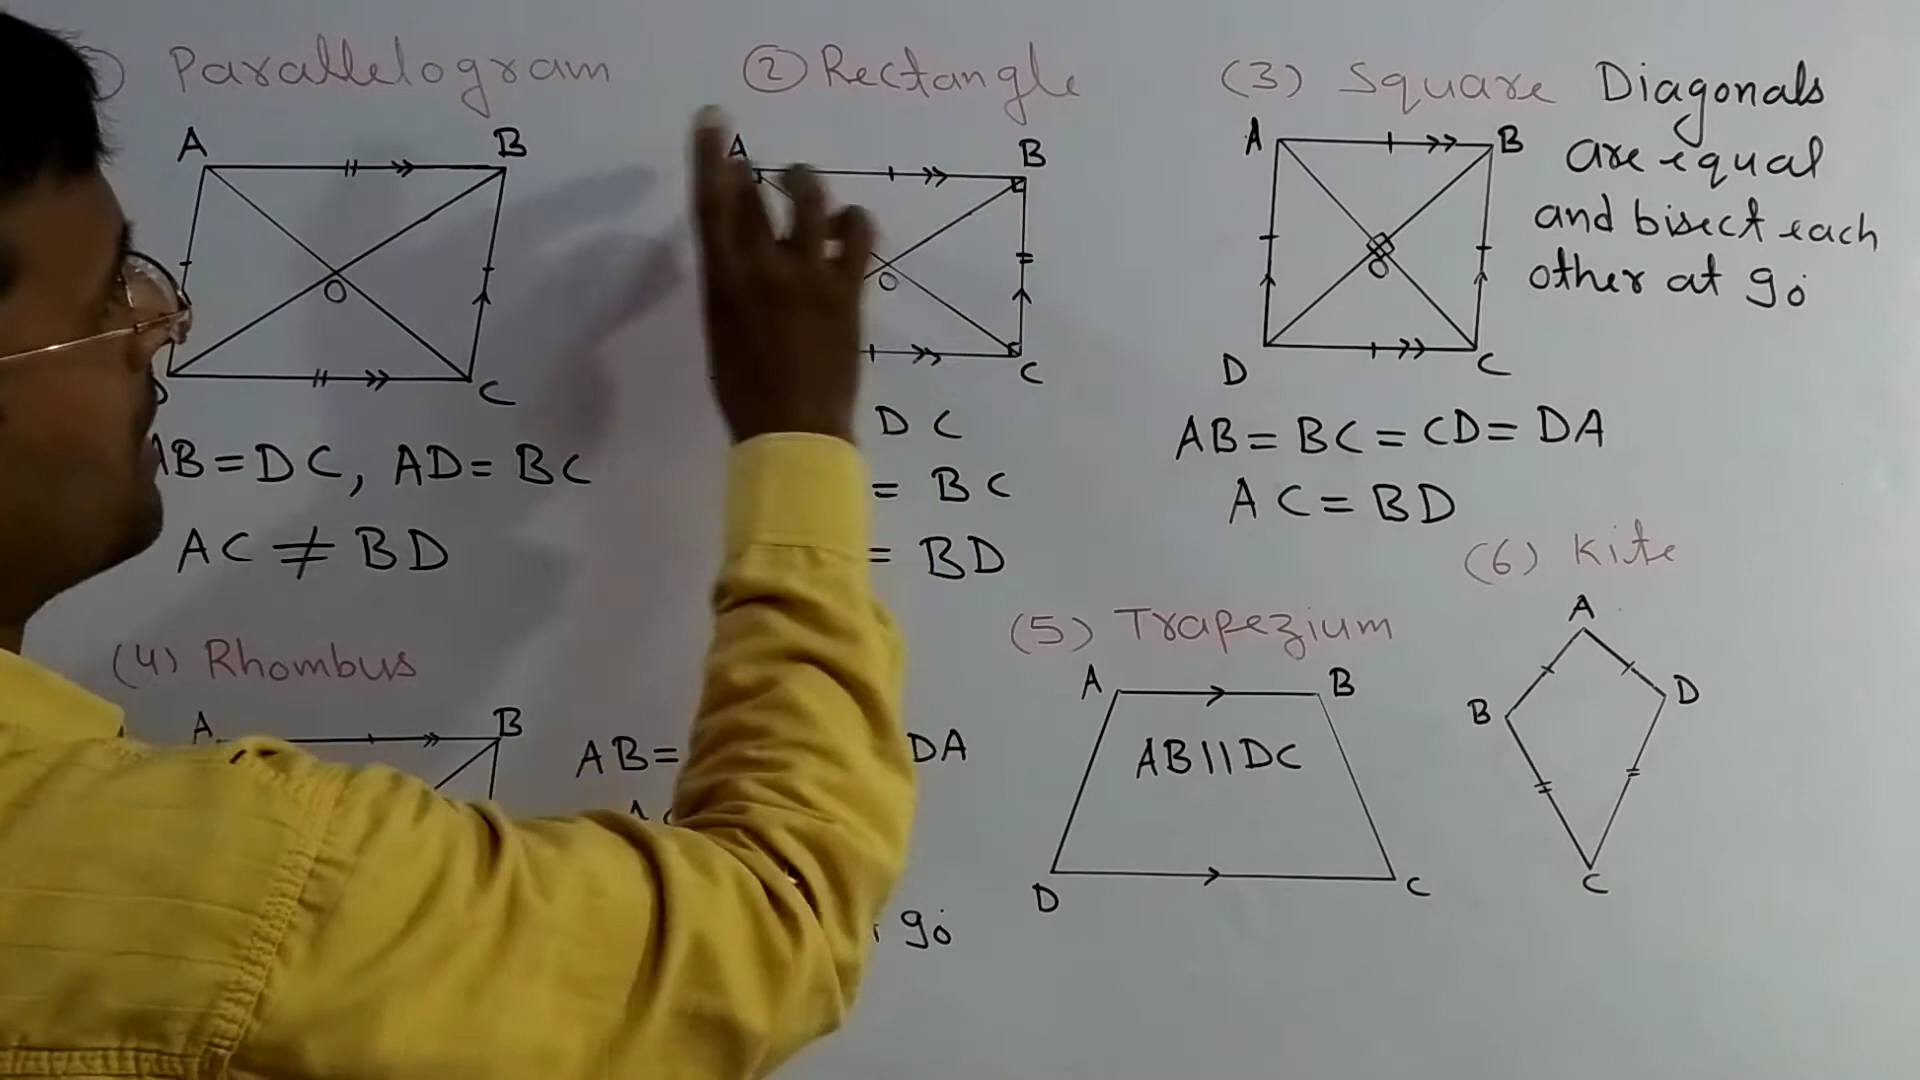 Parallelogram
A B
O
C
AB = DC, AD = BC
AC ≠ BD
② Rectangle
A B
O
C
DC
= BC
= BD
(3) Square
A B
O
D C
Diagonals
are equal
and bisect each
other at 90°
AB = BC = CD = DA
AC = BD
(4) Rhombus
A B
AB= DA
90°
(5) Trapezium
A B
AB || DC
D C
(6) Kite
A
B D
C